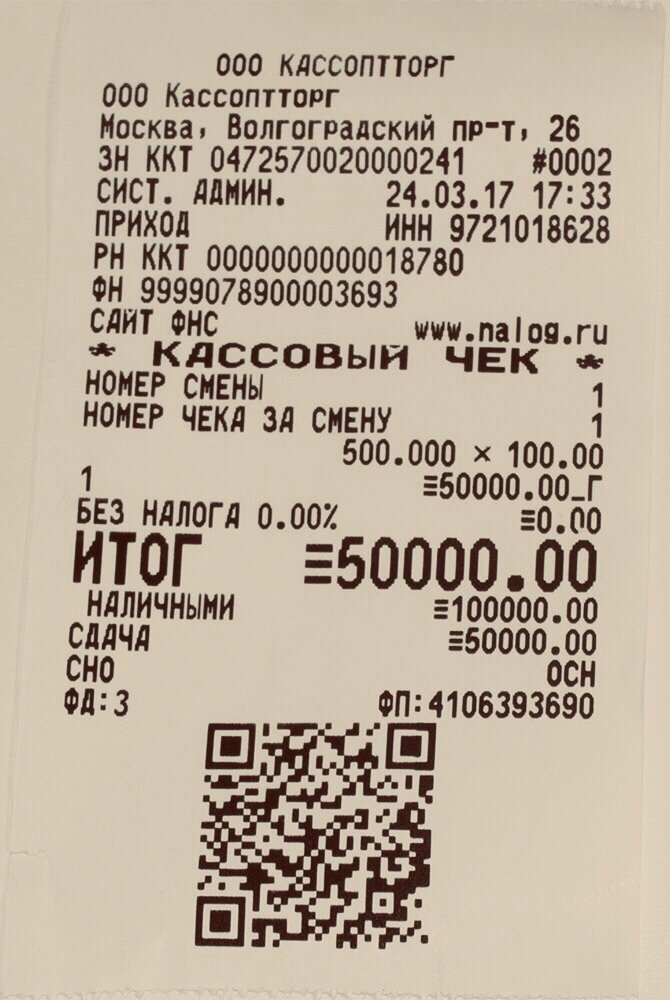 ООО КАССОПТТОРГ
ООО Кассоптторг
Москва, Волгоградский пр-т, 26
ЗН ККТ 0472570020000241 #0002
СИСТ. АДМИН. 24.03.17 17:33
ПРИХОД ИНН 9721018628
РН ККТ 0000000000018780
ФН 9999078900003693
САЙТ ФНС www.nalog.ru
* КАССОВЫЙ ЧЕК *
НОМЕР СМЕНЫ 1
НОМЕР ЧЕКА ЗА СМЕНУ 1
500.000 × 100.00
1 ≡50000.00_Г
БЕЗ НАЛОГА 0.00% ≡0.00
ИТОГ ≡50000.00
НАЛИЧНЫМИ ≡100000.00
СДАЧА ≡50000.00
СНО ОСН
ФД:3 ФП:4106393690